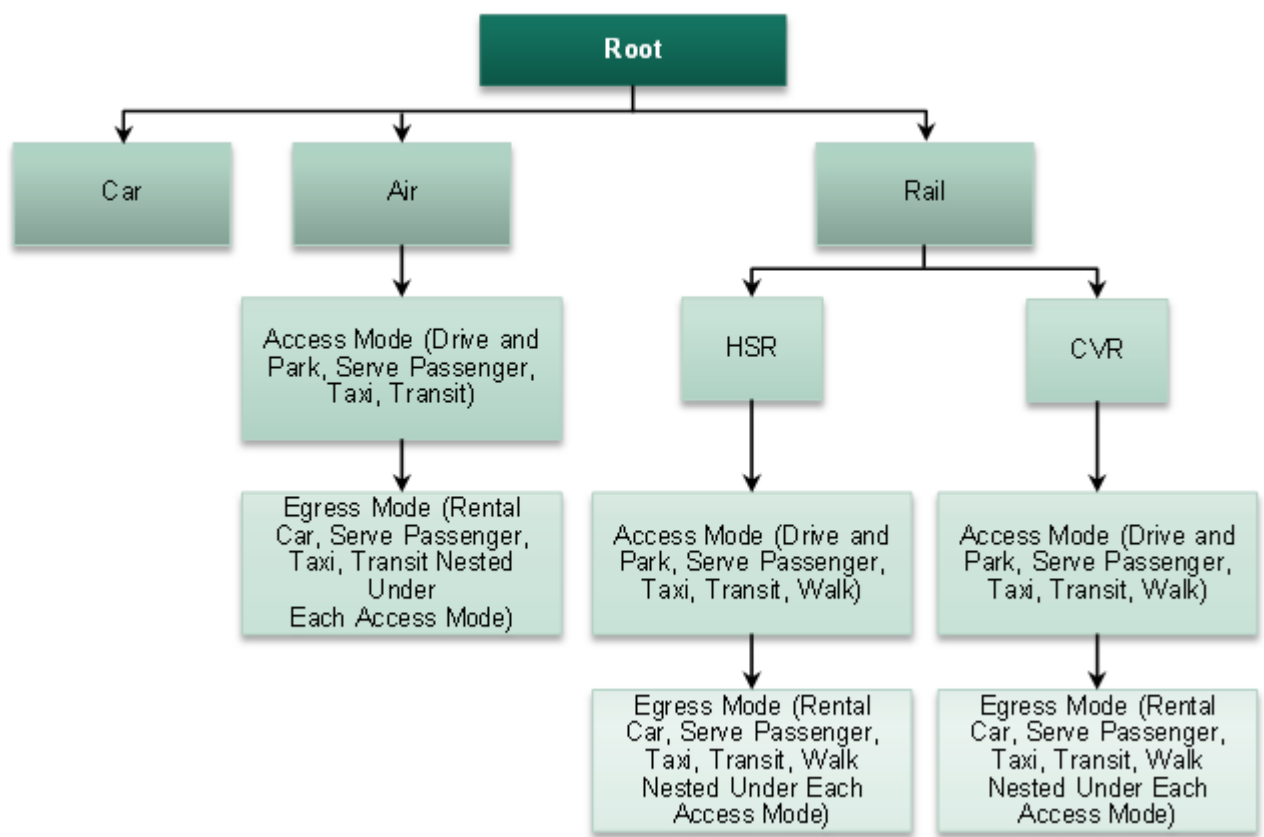 Root
Car
Air
Rail
Access Mode (Drive and
Park, Serve Passenger,
Taxi, Transit)
HSR
CVR
Egress Mode (Rental
Car, Serve Passenger,
Taxi, Transit Nested
Under
Each Access Mode)
Access Mode (Drive and
Park, Serve Passenger,
Taxi, Transit, Walk)
Access Mode (Drive and
Park, Serve Passenger,
Taxi, Transit, Walk)
Egress Mode (Rental
Car, Serve Passenger,
Taxi, Transit, Walk
Nested Under Each
Access Mode)
Egress Mode (Rental
Car, Serve Passenger,
Taxi, Transit, Walk
Nested Under Each
Access Mode)